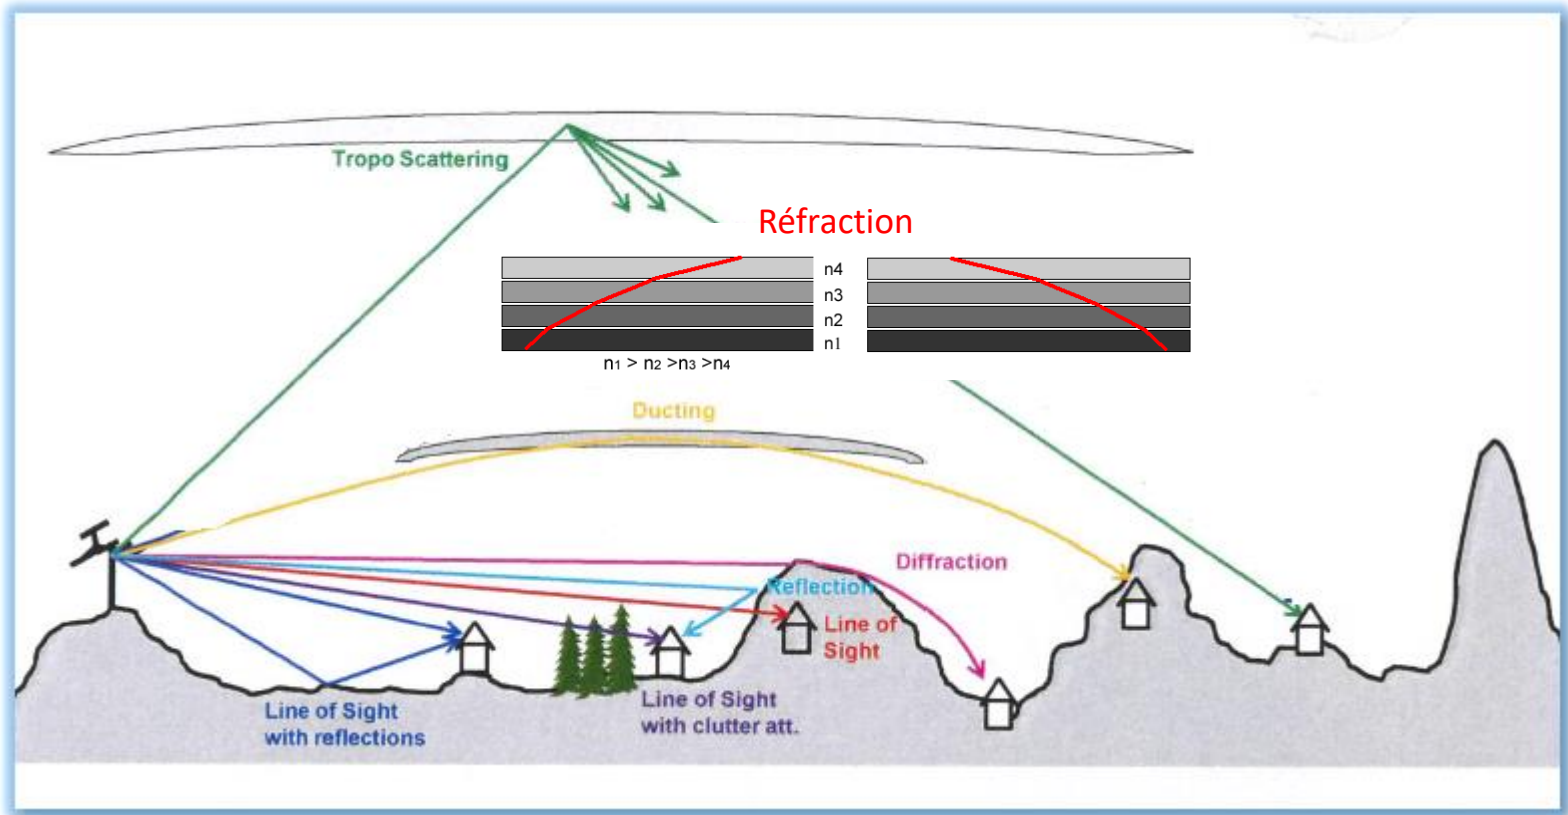 Tropo Scattering
Réfraction
n4
n3
n2
n1
n1 > n2 >n3 >n4
Ducting
Diffraction
Reflection
Line of
Sight
Line of Sight
with clutter att.
Line of Sight
with reflections